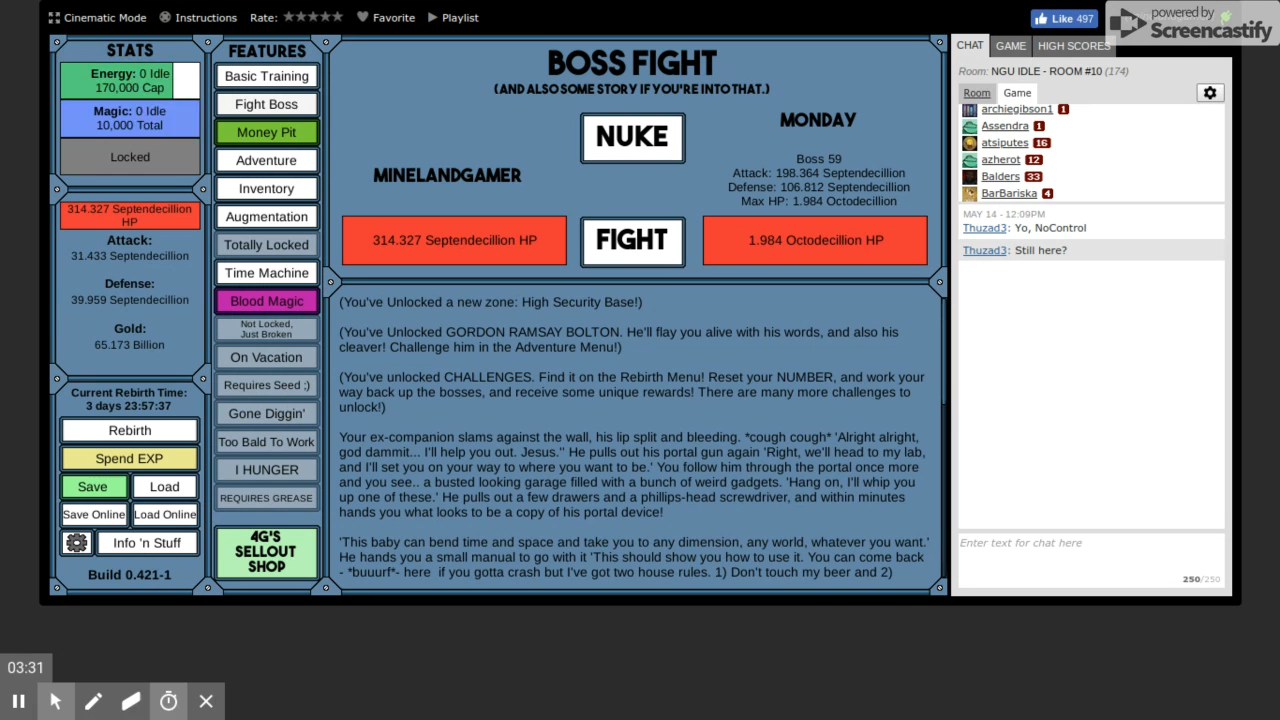 Cinematic Mode
Instructions
Rate:
Favorite
Playlist
Like 497
powered by
Screencastify
STATS
Energy: 0 Idle
170,000 Cap
Magic: 0 Idle
10,000 Total
Locked
314.327 Septendecillion
HP
Attack:
31.433 Septendecillion
Defense:
39.959 Septendecillion
Gold:
65.173 Billion
Current Rebirth Time:
3 days 23:57:37
Rebirth
Spend EXP
Save
Load
Save Online
Load Online
Info 'n Stuff
Build 0.421-1
FEATURES
Basic Training
Fight Boss
Money Pit
Adventure
Inventory
Augmentation
Totally Locked
Time Machine
Blood Magic
Not Locked,
Just Broken
On Vacation
Requires Seed ;)
Gone Diggin'
Too Bald To Work
I HUNGER
REQUIRES GREASE
4G'S
SELLOUT
SHOP
BOSS FIGHT
(AND ALSO SOME STORY IF YOU'RE INTO THAT.)
NUKE
MINELANDGAMER
MONDAY
Boss 59
Attack: 198.364 Septendecillion
Defense: 106.812 Septendecillion
Max HP: 1.984 Octodecillion
314.327 Septendecillion HP
FIGHT
1.984 Octodecillion HP
(You've Unlocked a new zone: High Security Base!)
(You've Unlocked GORDON RAMSAY BOLTON. He'll flay you alive with his words, and also his
cleaver! Challenge him in the Adventure Menu!)
(You've unlocked CHALLENGES. Find it on the Rebirth Menu! Reset your NUMBER, and work your
way back up the bosses, and receive some unique rewards! There are many more challenges to
unlock!)
Your ex-companion slams against the wall, his lip split and bleeding. *cough cough* 'Alright alright,
god dammit... I'll help you out. Jesus.'' He pulls out his portal gun again 'Right, we'll head to my lab,
and I'll set you on your way to where you want to be.' You follow him through the portal once more
and you see.. a busted looking garage filled with a bunch of weird gadgets. 'Hang on, I'll whip you
up one of these.' He pulls out a few drawers and a phillips-head screwdriver, and within minutes
hands you what looks to be a copy of his portal device!
'This baby can bend time and space and take you to any dimension, any world, whatever you want.'
He hands you a small manual to go with it 'This should show you how to use it. You can come back
- *buuurf*- here  if you gotta crash but I've got two house rules. 1) Don't touch my beer and 2)
CHAT
GAME
HIGH SCORES
Room: NGU IDLE - ROOM #10 (174)
Room
Game
archiegibson1 1
Assendra 1
atsiputes 16
azherot 12
Balders 33
BarBariska 4
MAY 14 - 12:09PM
Thuzad3: Yo, NoControl
Thuzad3: Still here?
Enter text for chat here
250/250
03:31